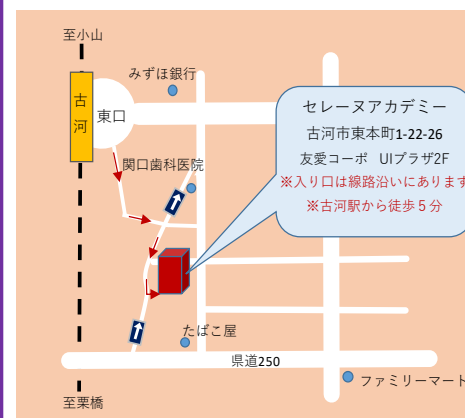 至小山
みずほ銀行
古河
東口
セレーヌアカデミー
古河市東本町1-22-26
友愛コーポ UIプラザ2F
※入り口は線路沿いにあります
※古河駅から徒歩５分
関口歯科医院
たばこ屋
県道250
ファミリーマート
至栗橋